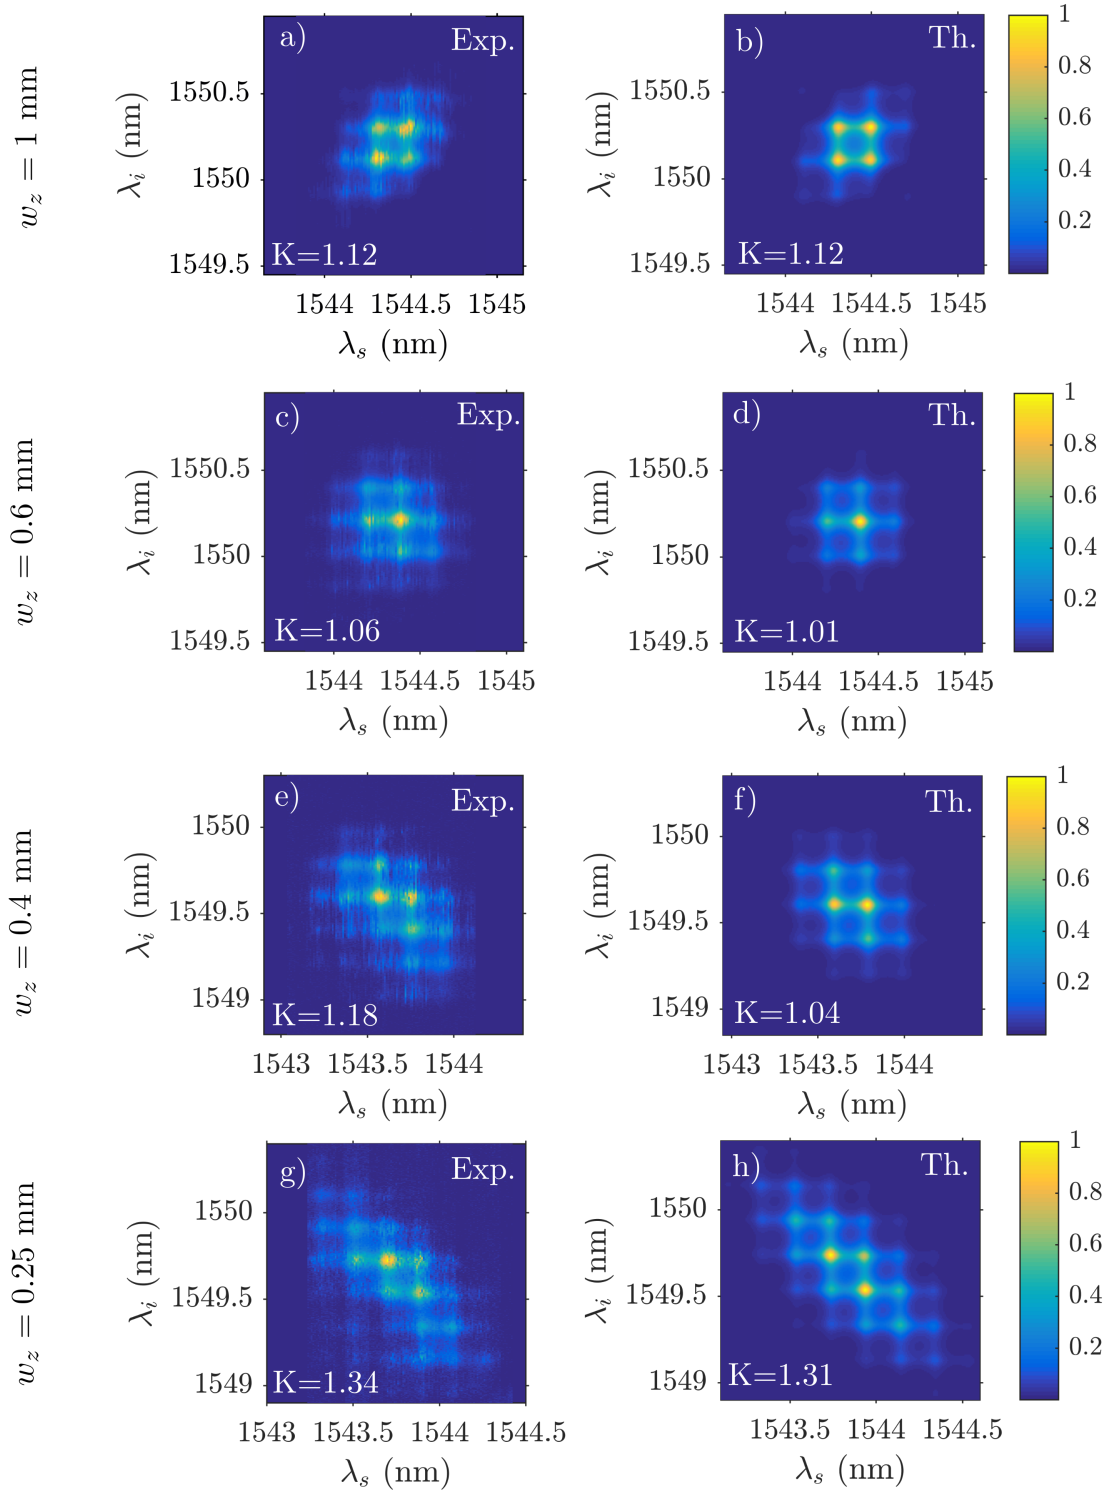 w_z = 1 mm
a) Exp.
1550.5
1550
1549.5
λ_i (nm)
K=1.12
1544 1544.5 1545
λ_s (nm)
b) Th.
1550.5
1550
1549.5
λ_i (nm)
K=1.12
1544 1544.5 1545
λ_s (nm)
1
0.8
0.6
0.4
0.2
w_z = 0.6 mm
c) Exp.
1550.5
1550
1549.5
λ_i (nm)
K=1.06
1544 1544.5 1545
λ_s (nm)
d) Th.
1550.5
1550
1549.5
λ_i (nm)
K=1.01
1544 1544.5 1545
λ_s (nm)
1
0.8
0.6
0.4
0.2
w_z = 0.4 mm
e) Exp.
1550
1549.5
1549
λ_i (nm)
K=1.18
1543 1543.5 1544
λ_s (nm)
f) Th.
1550
1549.5
1549
λ_i (nm)
K=1.04
1543 1543.5 1544
λ_s (nm)
1
0.8
0.6
0.4
0.2
w_z = 0.25 mm
g) Exp.
1550
1549.5
1549
λ_i (nm)
K=1.34
1543 1543.5 1544 1544.5
λ_s (nm)
h) Th.
1550
1549.5
1549
λ_i (nm)
K=1.31
1543.5 1544 1544.5
λ_s (nm)
1
0.8
0.6
0.4
0.2